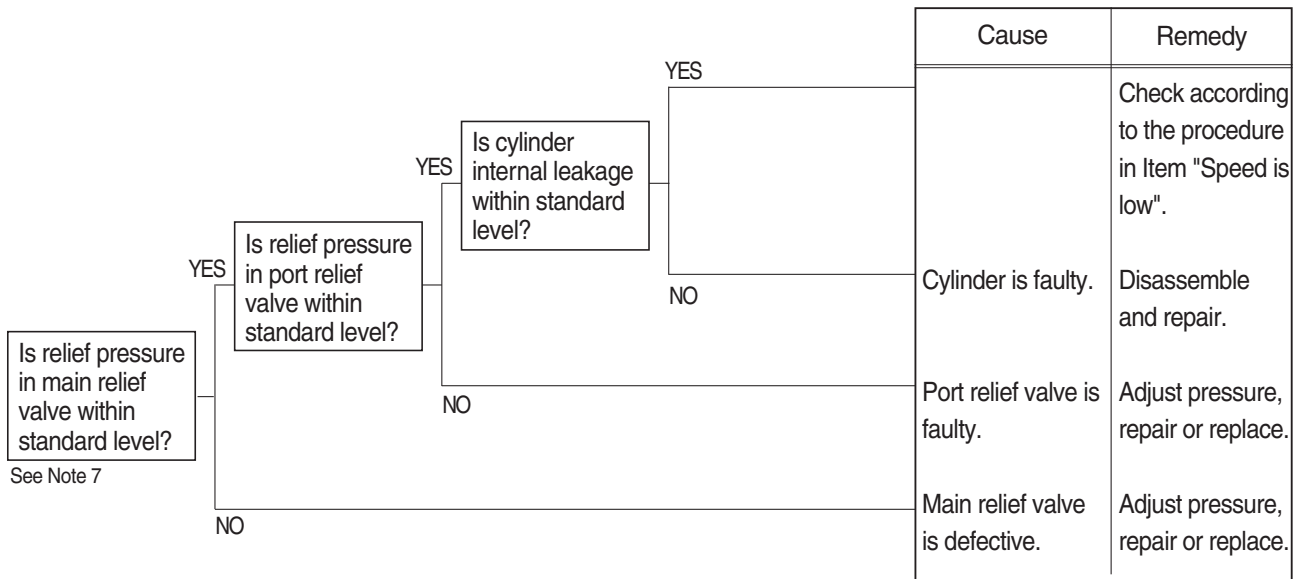 Cause
Remedy
YES
Check according
to the procedure
in Item "Speed is
low".
Is cylinder
internal leakage
within standard
level?
YES
NO
Cylinder is faulty.
Disassemble
and repair.
Is relief pressure
in port relief
valve within
standard level?
YES
NO
Port relief valve is
faulty.
Adjust pressure,
repair or replace.
Is relief pressure
in main relief
valve within
standard level?
See Note 7
NO
Main relief valve
is defective.
Adjust pressure,
repair or replace.